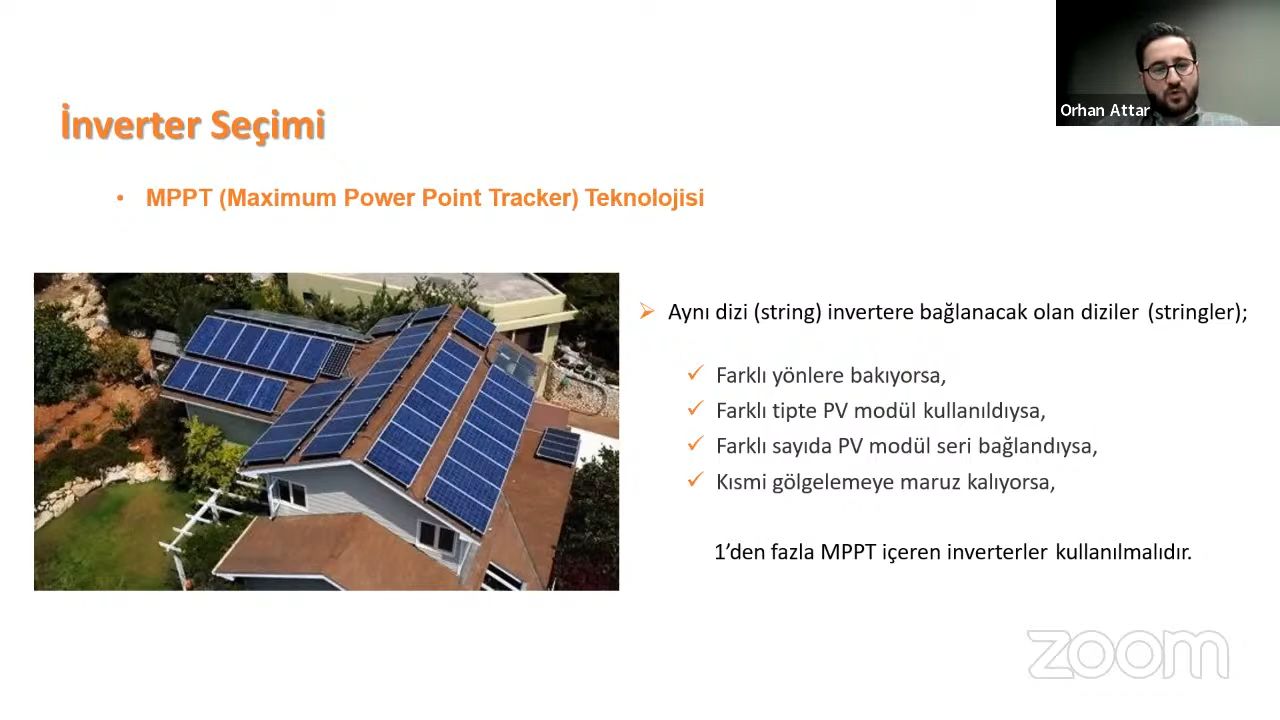 Orhan Attar
İnverter Seçimi
• MPPT (Maximum Power Point Tracker) Teknolojisi
Aynı dizi (string) invertere bağlanacak olan diziler (stringler);
Farklı yönlere bakıyorsa,
Farklı tipte PV modül kullanıldıysa,
Farklı sayıda PV modül seri bağlandıysa,
Kısmi gölgelemeye maruz kalıyorsa,
1'den fazla MPPT içeren inverterler kullanılmalıdır.
zoom